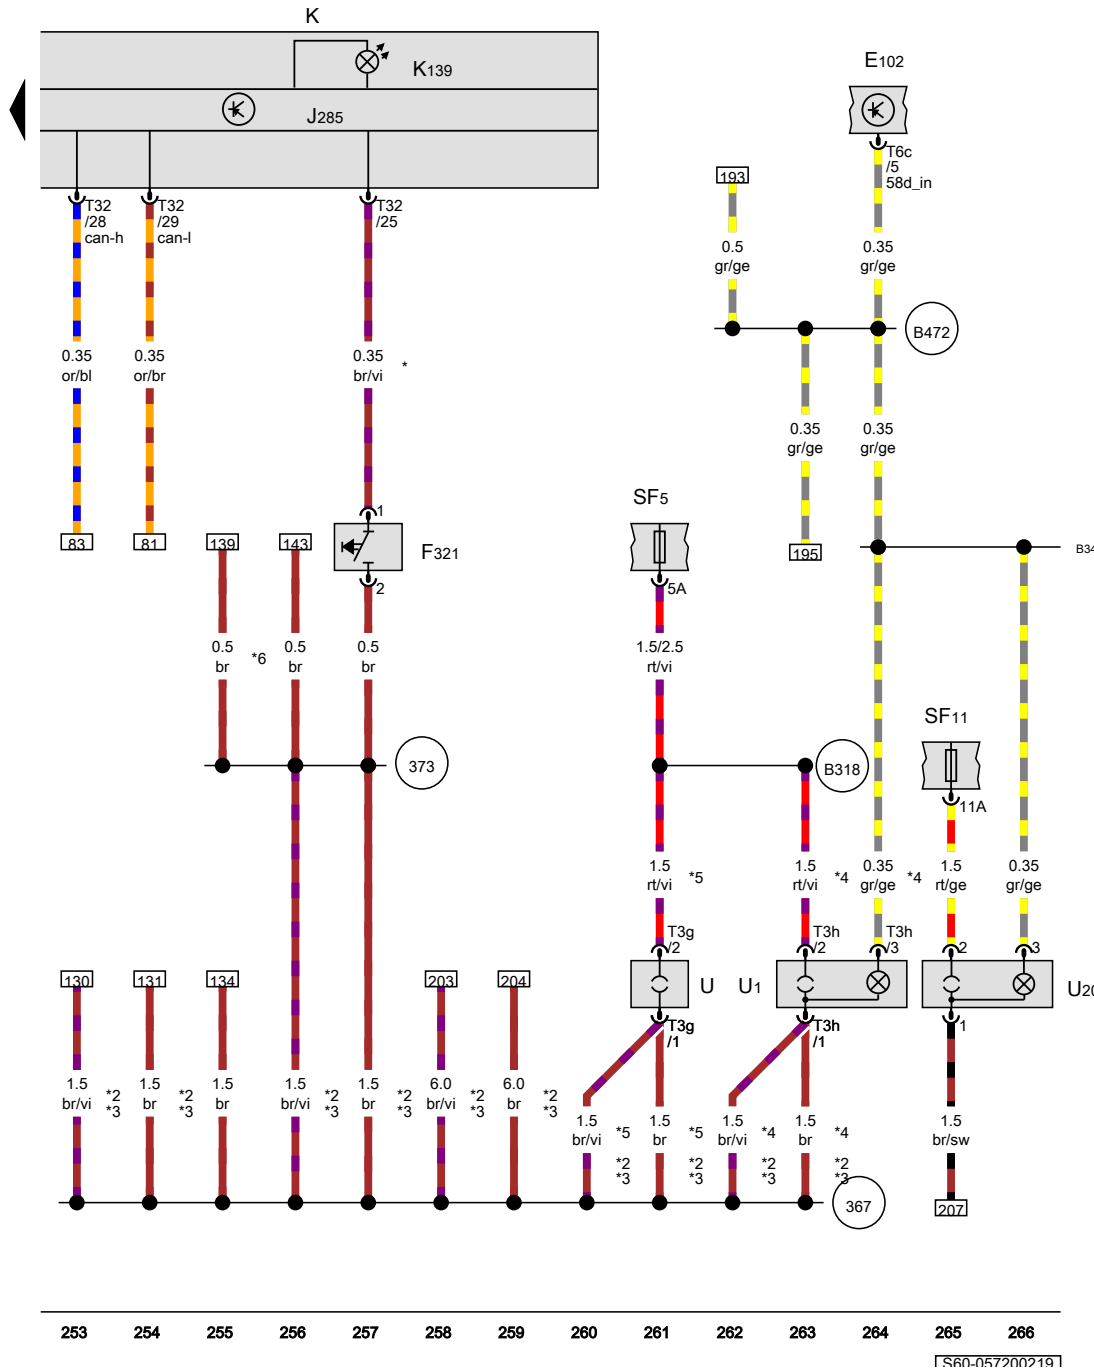 K
K139
J285
E102
T32
/28
can-h
T32
/29
can-l
T32
/25
T6c
/5
58d_in
193
0.5
gr/ge
0.35
gr/ge
B472
0.35
or/bl
0.35
or/br
0.35
br/vi
*
0.35
gr/ge
0.35
gr/ge
SF5
1
83
81
139
143
F321
195
2
5A
0.5
br
*6
0.5
br
0.5
br
1.5/2.5
rt/vi
SF11
373
B318
11A
1.5
rt/vi
*5
1.5
rt/vi
*4
0.35
gr/ge
*4
1.5
rt/ge
0.35
gr/ge
T3g
/2
T3h
/2
T3h
/3
2
3
130
131
134
203
204
U
U1
T3g
/1
T3h
/1
1
1.5
br/vi
*2
*3
1.5
br
*2
*3
1.5
br
1.5
br/vi
*2
*3
1.5
br
*2
*3
6.0
br/vi
*2
*3
6.0
br
*2
*3
1.5
br/vi
*5
*2
*3
1.5
br
*5
*2
*3
1.5
br/vi
*4
*2
*3
1.5
br
*4
*2
*3
1.5
br/sw
367
207
253 254 255 256 257 258 259 260 261 262 263 264 265 266
S60-057200219